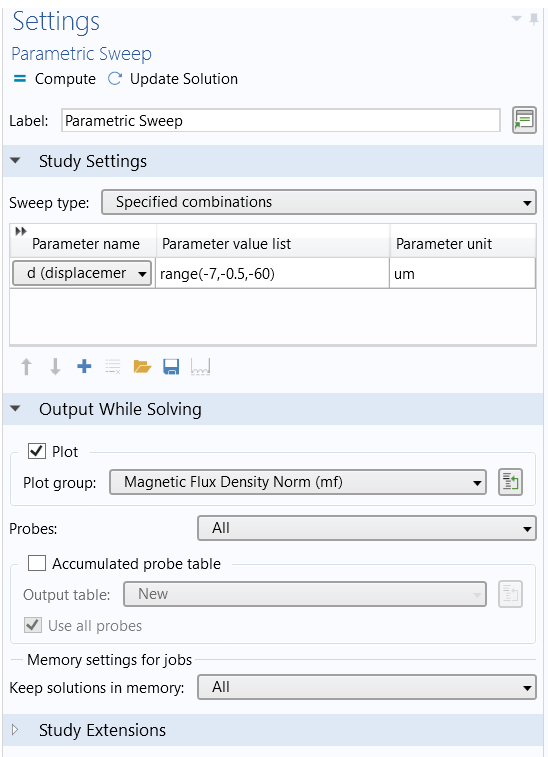 Settings
Parametric Sweep
= Compute Update Solution
Label: Parametric Sweep
Study Settings
Sweep type: Specified combinations
Parameter name Parameter value list Parameter unit
d (displacemer range(-7,-0.5,-60) um
Output While Solving
Plot
Plot group: Magnetic Flux Density Norm (mf)
Probes: All
Accumulated probe table
Output table: New
Use all probes
Memory settings for jobs
Keep solutions in memory: All
Study Extensions